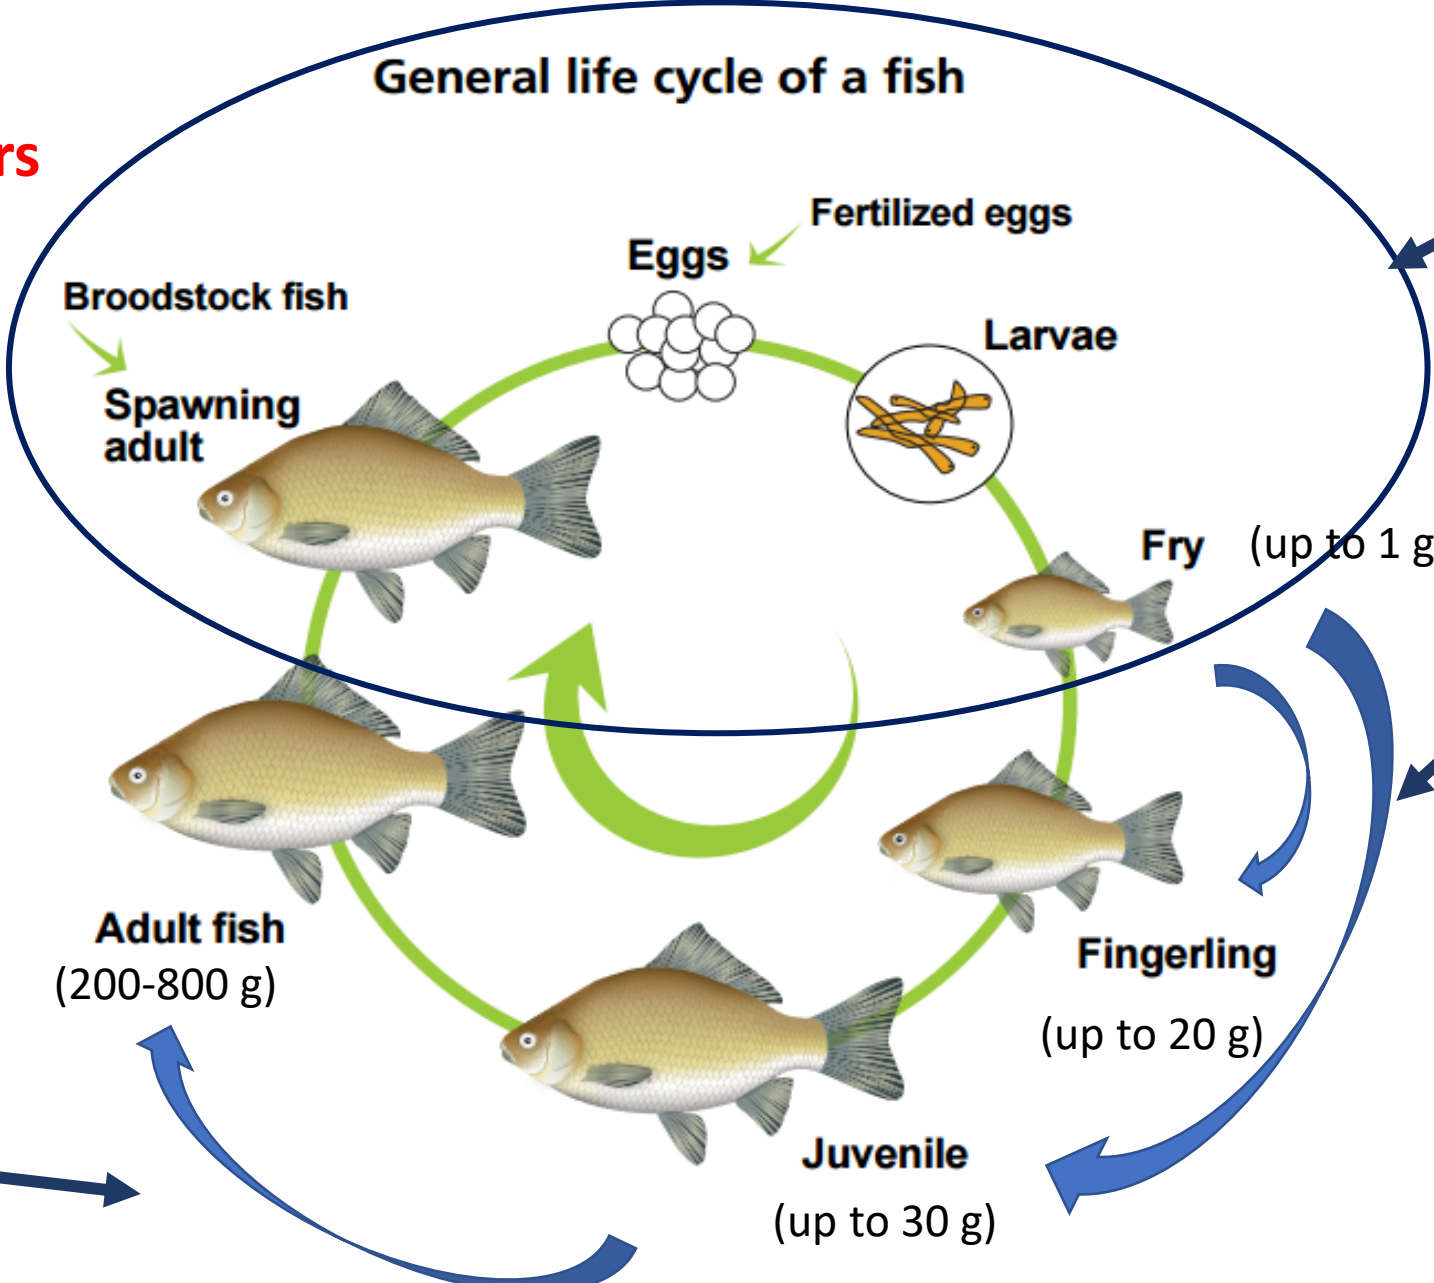 General life cycle of a fish
rs
Fertilized eggs
Eggs
Broodstock fish
Larvae
Spawning
adult
Fry (up to 1 g
Adult fish
(200-800 g)
Fingerling
(up to 20 g)
Juvenile
(up to 30 g)